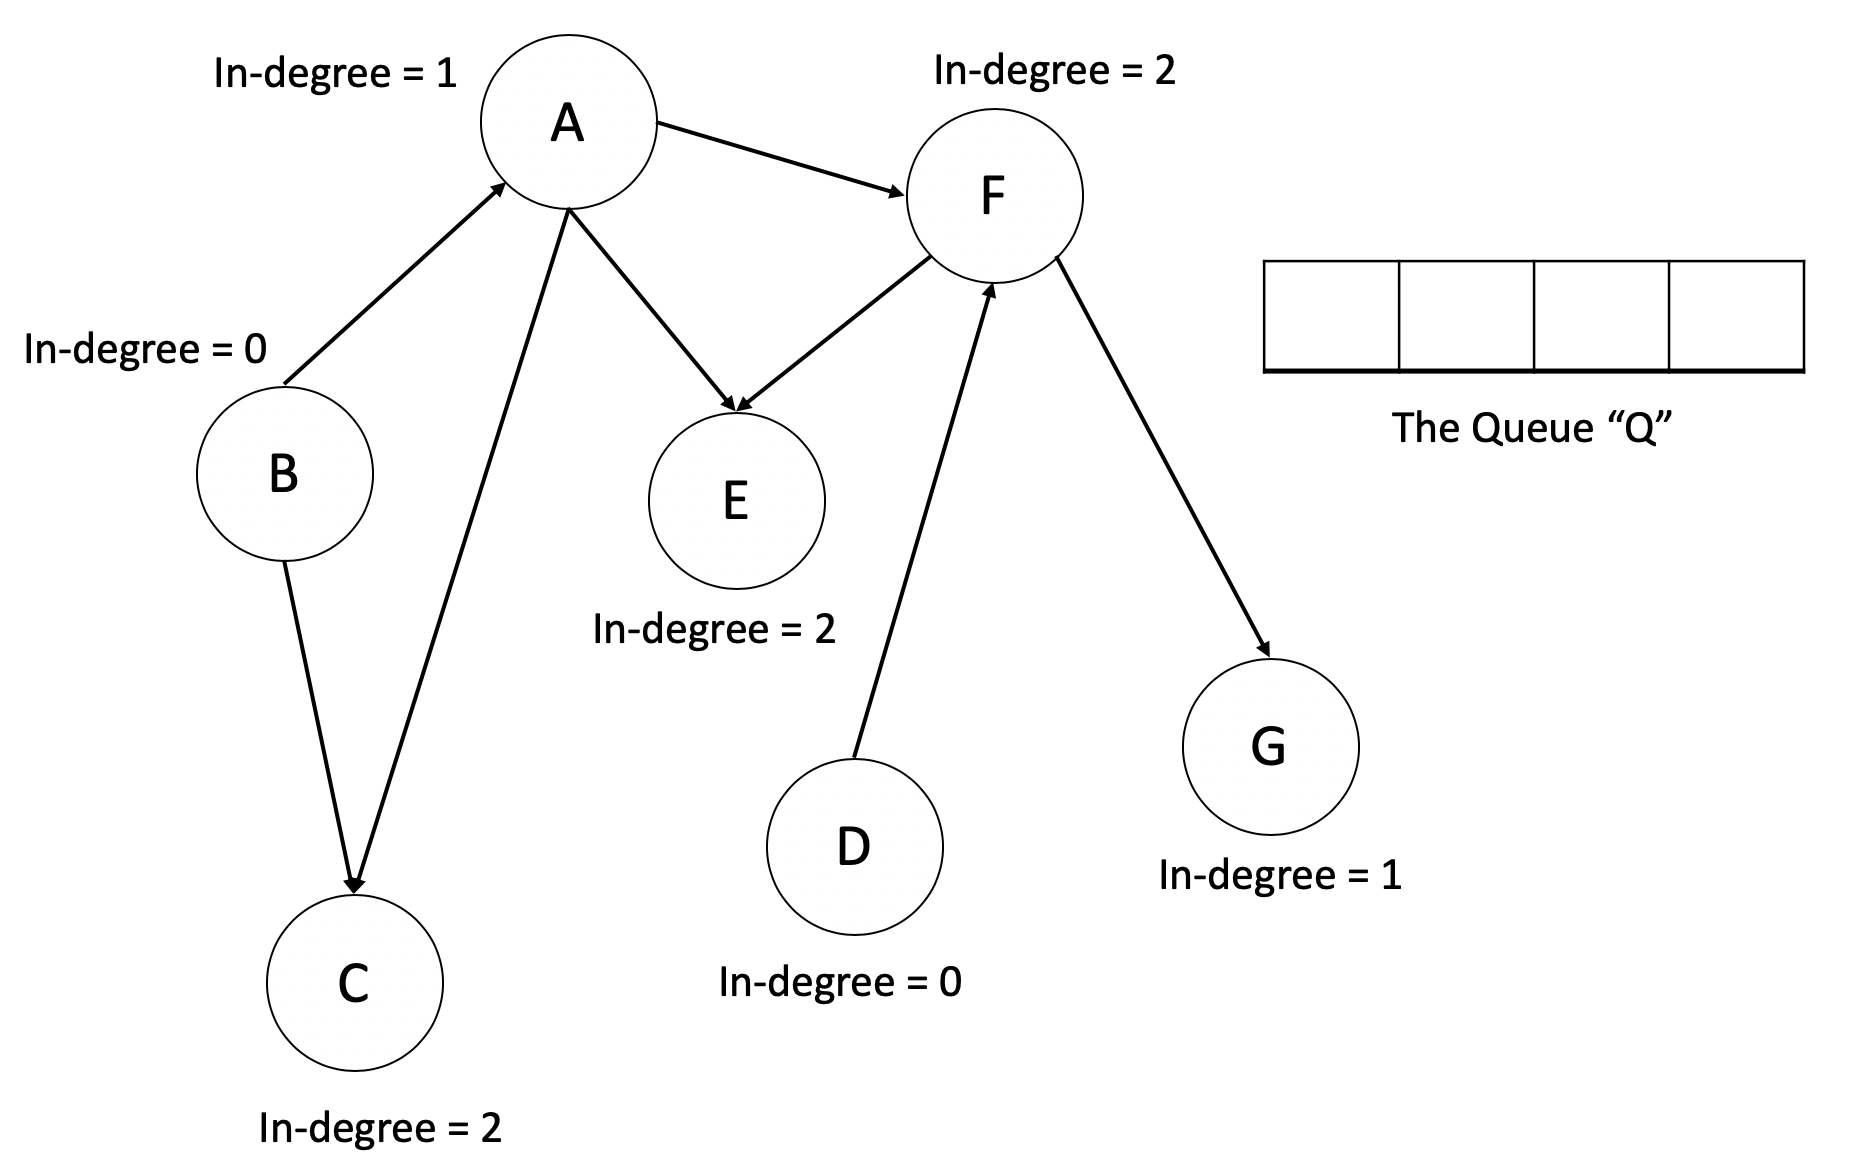 In-degree = 1
A
In-degree = 2
F
In-degree = 0
B
E
In-degree = 2
The Queue “Q”
D
In-degree = 0
G
In-degree = 1
C
In-degree = 2